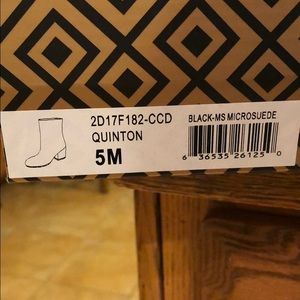 2D17F182-CCD
BLACK-MS MICROSUEDE
QUINTON
5M
6 36535 26125 0